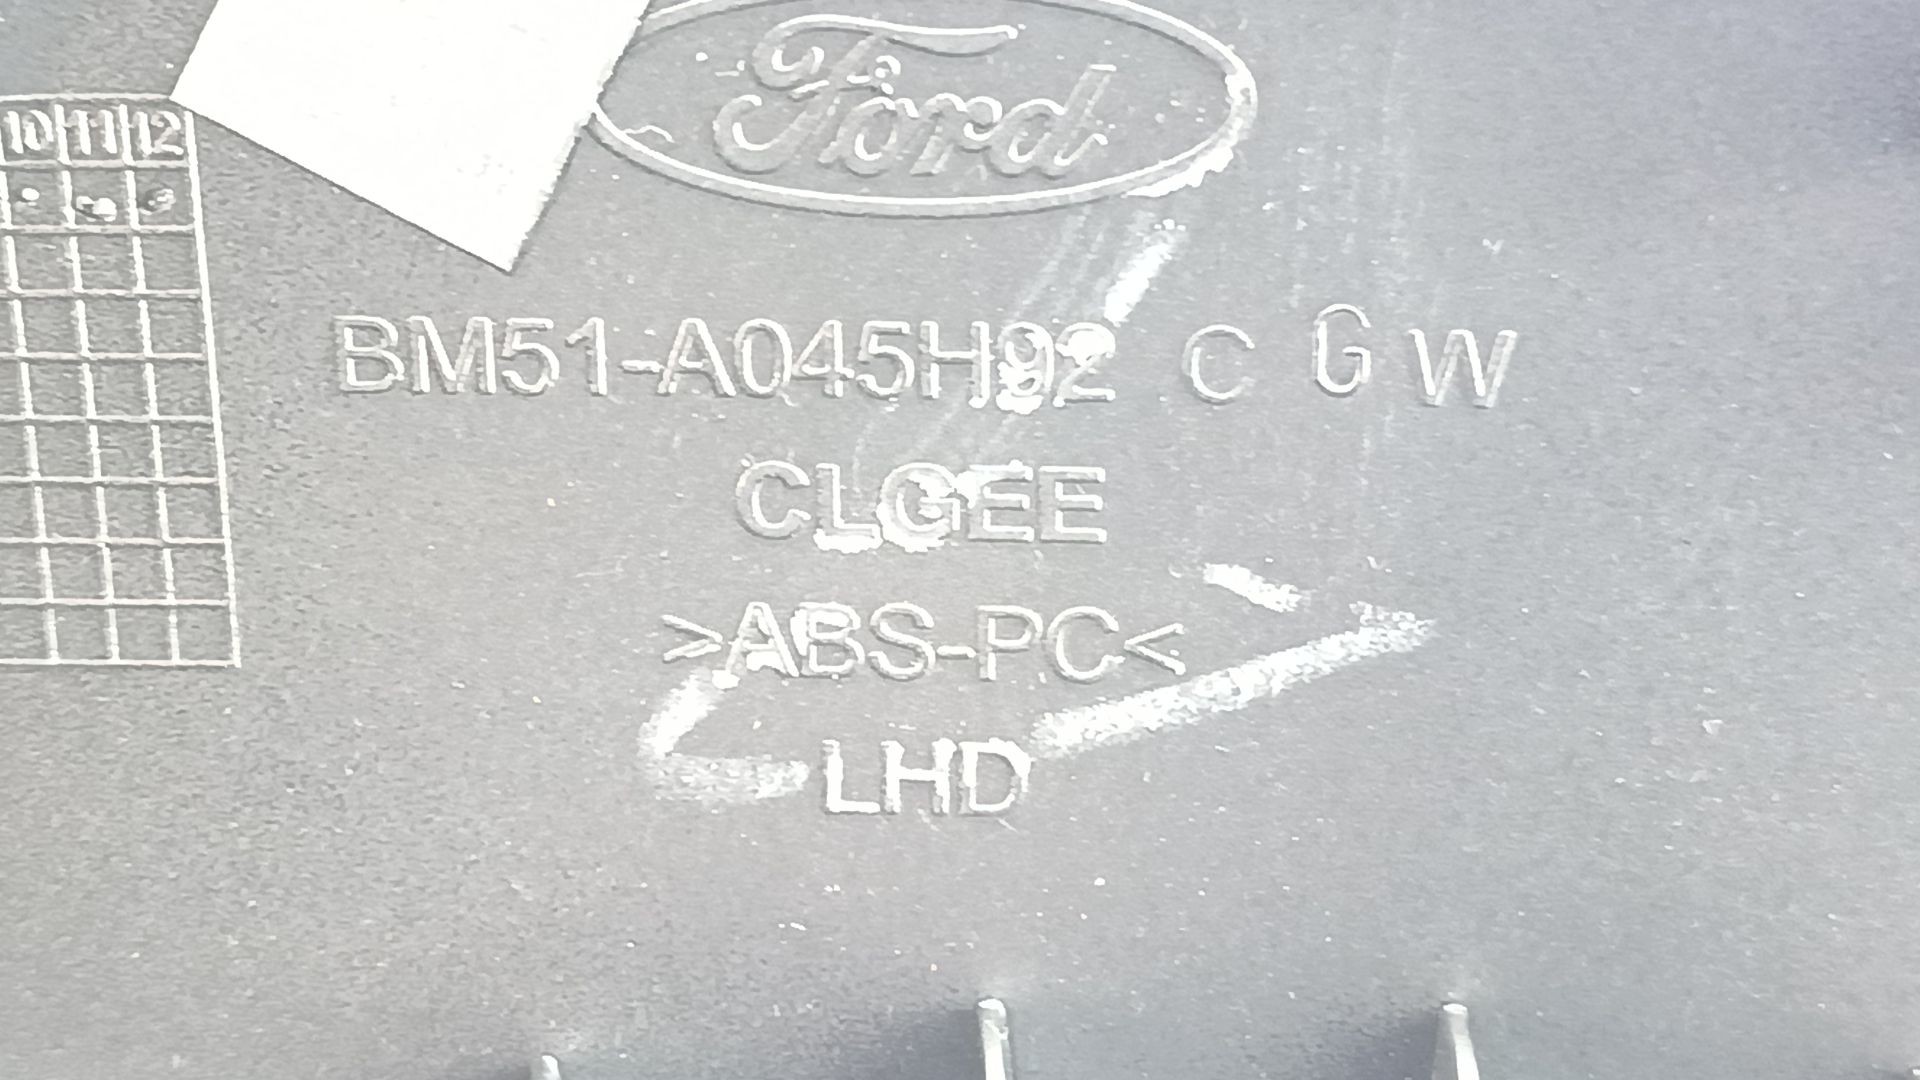 Ford
10 11 12
BM51-A045H92 C G W
CLGEE
>ABS-PC<
LHD